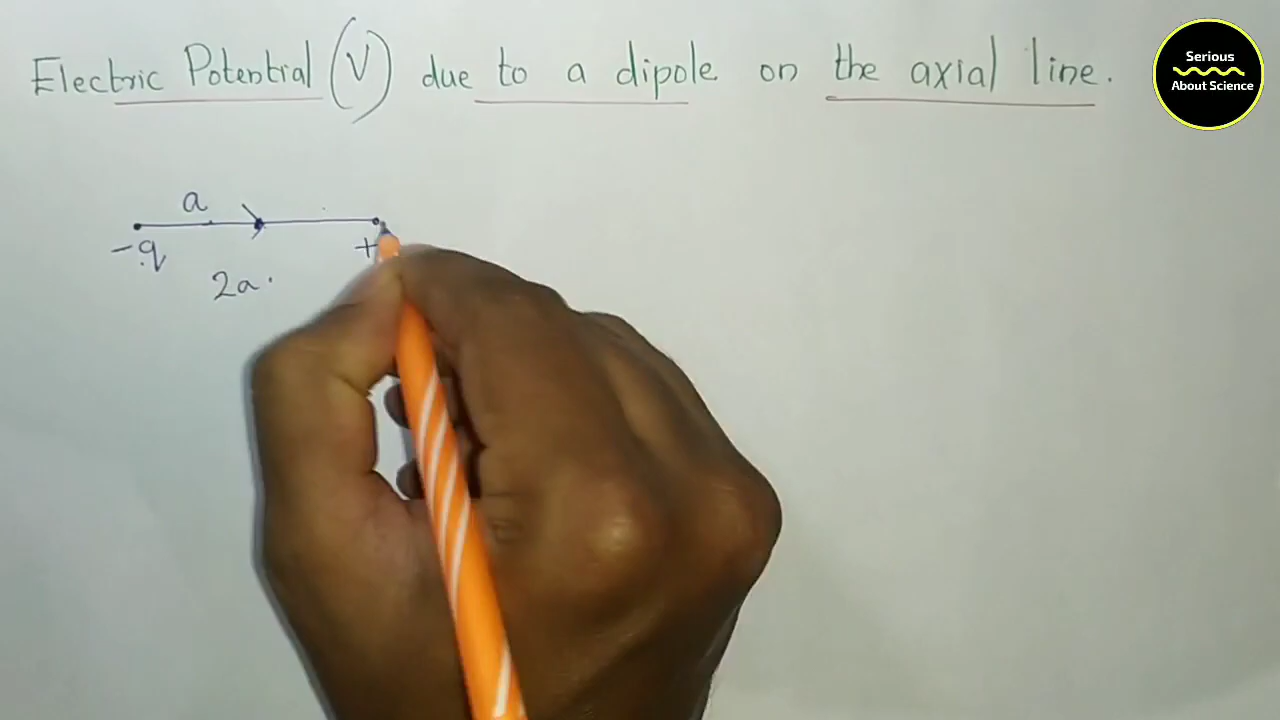 Electric Potential (V) due to a dipole on the axial line.
Serious
About Science
a
-q
+
2a